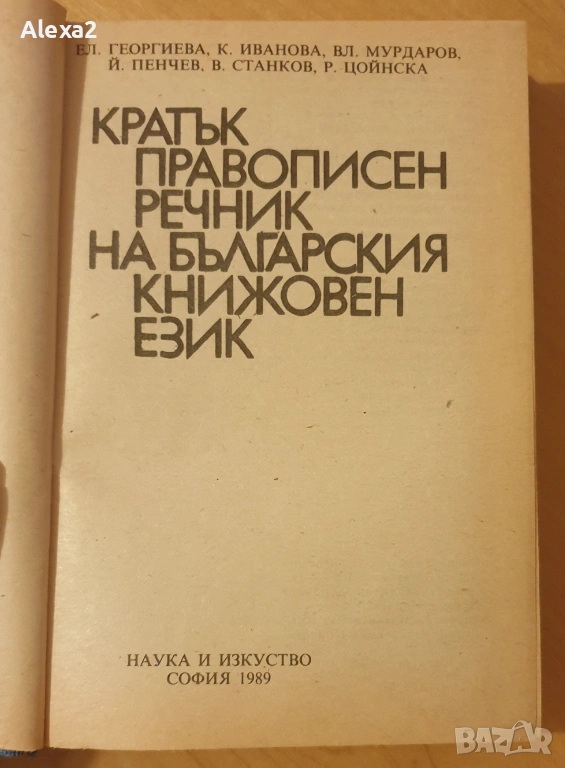 Alexa2
ЕЛ. ГЕОРГИЕВА, К. ИВАНОВА, ВЛ. МУРДАРОВ,
Й. ПЕНЧЕВ, В. СТАНКОВ, Р. ЦОЙНСКА
КРАТЪК
ПРАВОПИСЕН
РЕЧНИК
НА БЪЛГАРСКИЯ
КНИЖОВЕН
ЕЗИК
НАУКА И ИЗКУСТВО
СОФИЯ 1989
BAZAR